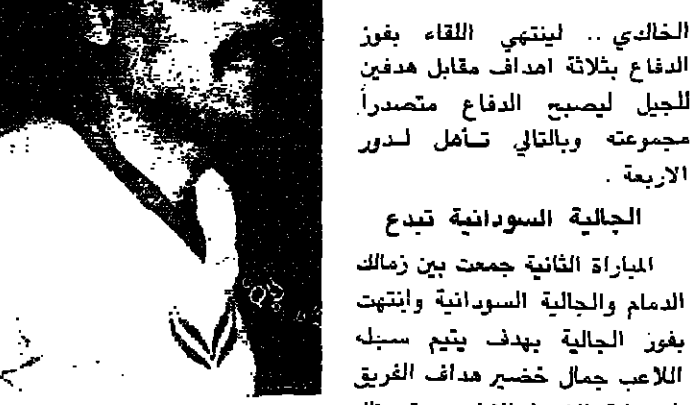 الخالدي .. لينتهي اللقاء بفوز
الدفاع بثلاثة اهداف مقابل هدفين
للجيل ليصبح الدفاع متصدراً
مجموعته وبالتالي تأهل لدور
الاربعة .
الجالية السودانية تبدع
المباراة الثانية جمعت بين زمالك
الدمام والجالية السودانية وانتهت
بفوز الجالية بهدف يتيم سجله
اللاعب جمال خضير هداف الفريق